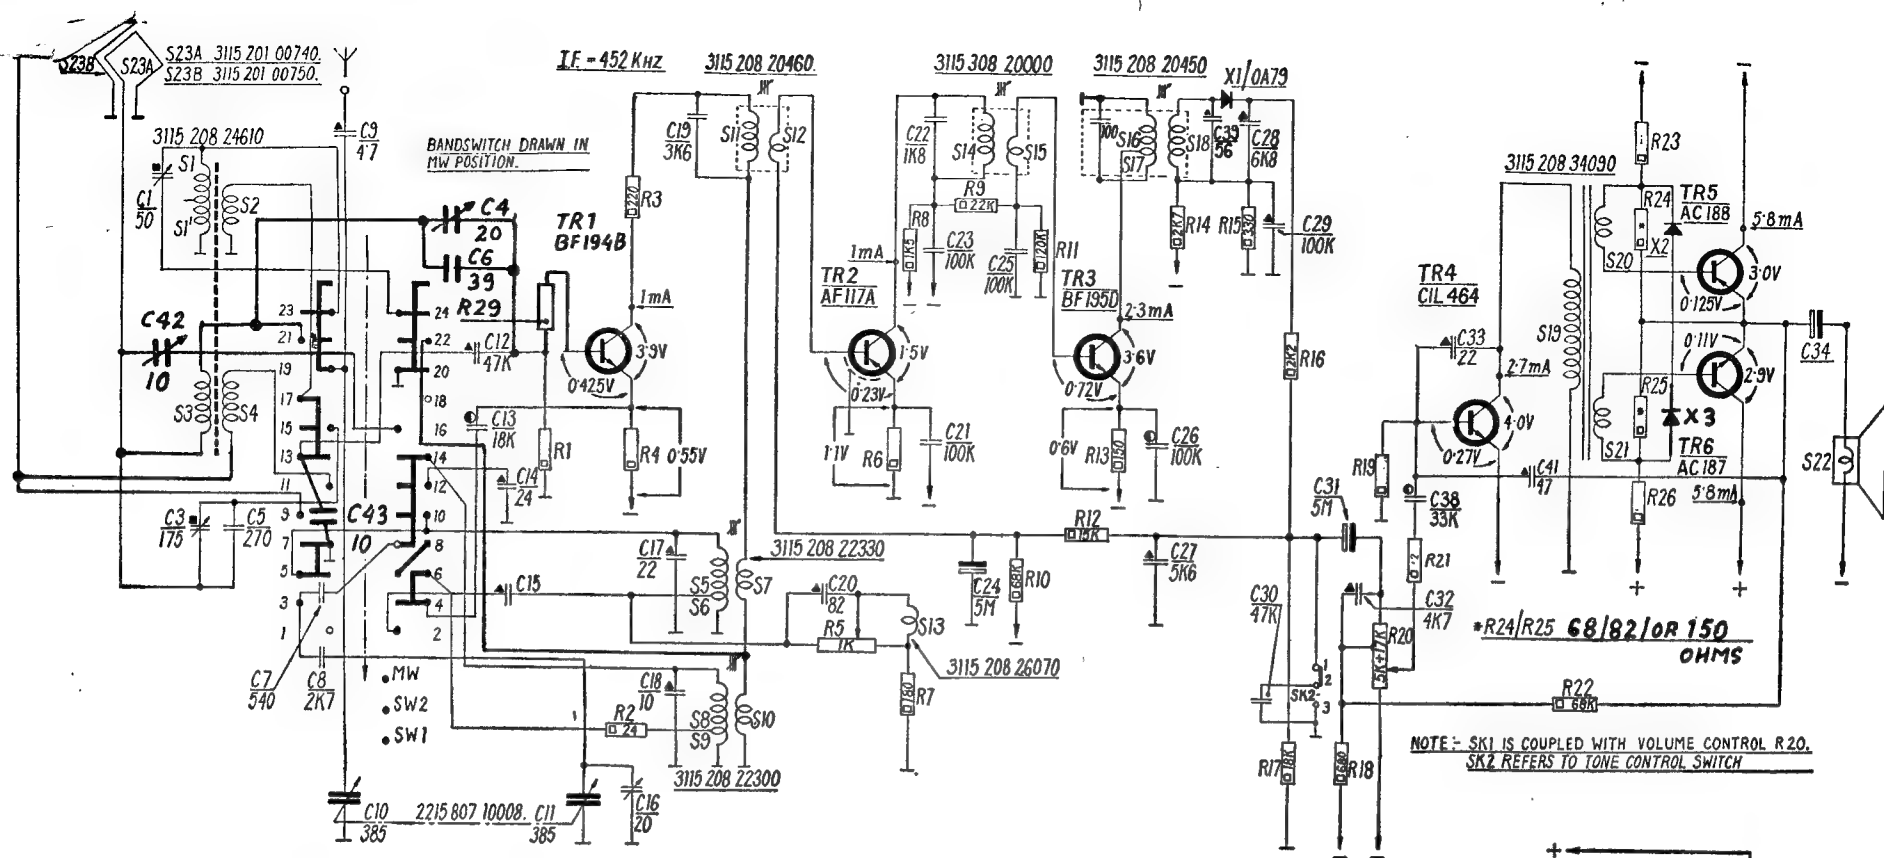 S23A 3115 201 00740.
S23B 3115 201 00750.
S23B
S23A
I.F. = 452 KHZ
3115 208 20460.
3115 308 20000
3115 208 20450
X1/0A79
3115 208 24610
C9
47
BANDSWITCH DRAWN IN
MW POSITION.
C1
50
S1
S1'
S2
C4
20
C6
39
R29
TR1
BF194B
R3
220
C19
3K6
S11
S12
C22
1K8
S14
S15
100
S16
S17
S18
C39
56
C28
6K8
R8
1K5
R9
22K
C23
100K
C25
100K
R11
120K
R14
2K7
R15
330
C29
100K
3115 208 34090
R23
R24
*
X2
TR5
AC188
5·8mA
3·0V
0·125V
S20
1mA
1mA
TR2
AF117A
TR3
BF195D
2·3mA
TR4
CIL 464
S19
C33
22
2·7mA
0·11V
2·9V
C34
C42
10
23
21
19
17
15
13
11
9
7
5
3
1
24
22
20
18
16
14
12
10
8
6
4
2
C12
47K
3·9V
0·425V
1·5V
0·23V
3·6V
0·72V
R16
2K2
4·0V
0·27V
R25
*
X3
S21
TR6
AC187
5·8mA
R26
S22
S3
S4
C13
18K
R1
R4
0·55V
1·1V
R6
C21
100K
0·6V
R13
150
C26
100K
R19
C41
47
C38
33K
C14
24
C3
175
C5
270
C43
10
C17
22
S5
S6
S7
3115 208 22330
R12
15K
C31
5M
R21
C15
C20
82
R5
1K
S13
C24
5M
R10
68K
C27
5K6
C30
47K
C32
4K7
R20
5K+17K
*R24/R25 68/82/OR 150
OHMS
3115 208 26070
C7
540
C8
2K7
MW
SW2
SW1
R2
24
C18
10
S8
S9
S10
R7
180
1
2
SK2
3
R22
68K
NOTE:- SK1 IS COUPLED WITH VOLUME CONTROL R20.
SK2 REFERS TO TONE CONTROL SWITCH
R17
18K
R18
680
3115 208 22300
C10
385
2215 807 10008.
C11
385
C16
20